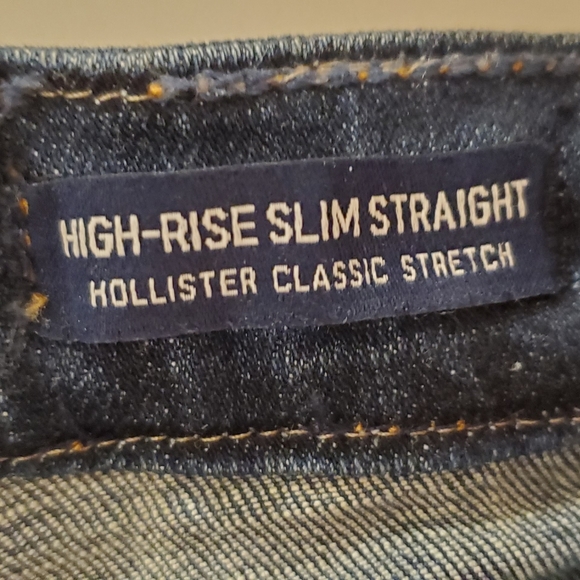 HIGH-RISE SLIM STRAIGHT
HOLLISTER CLASSIC STRETCH